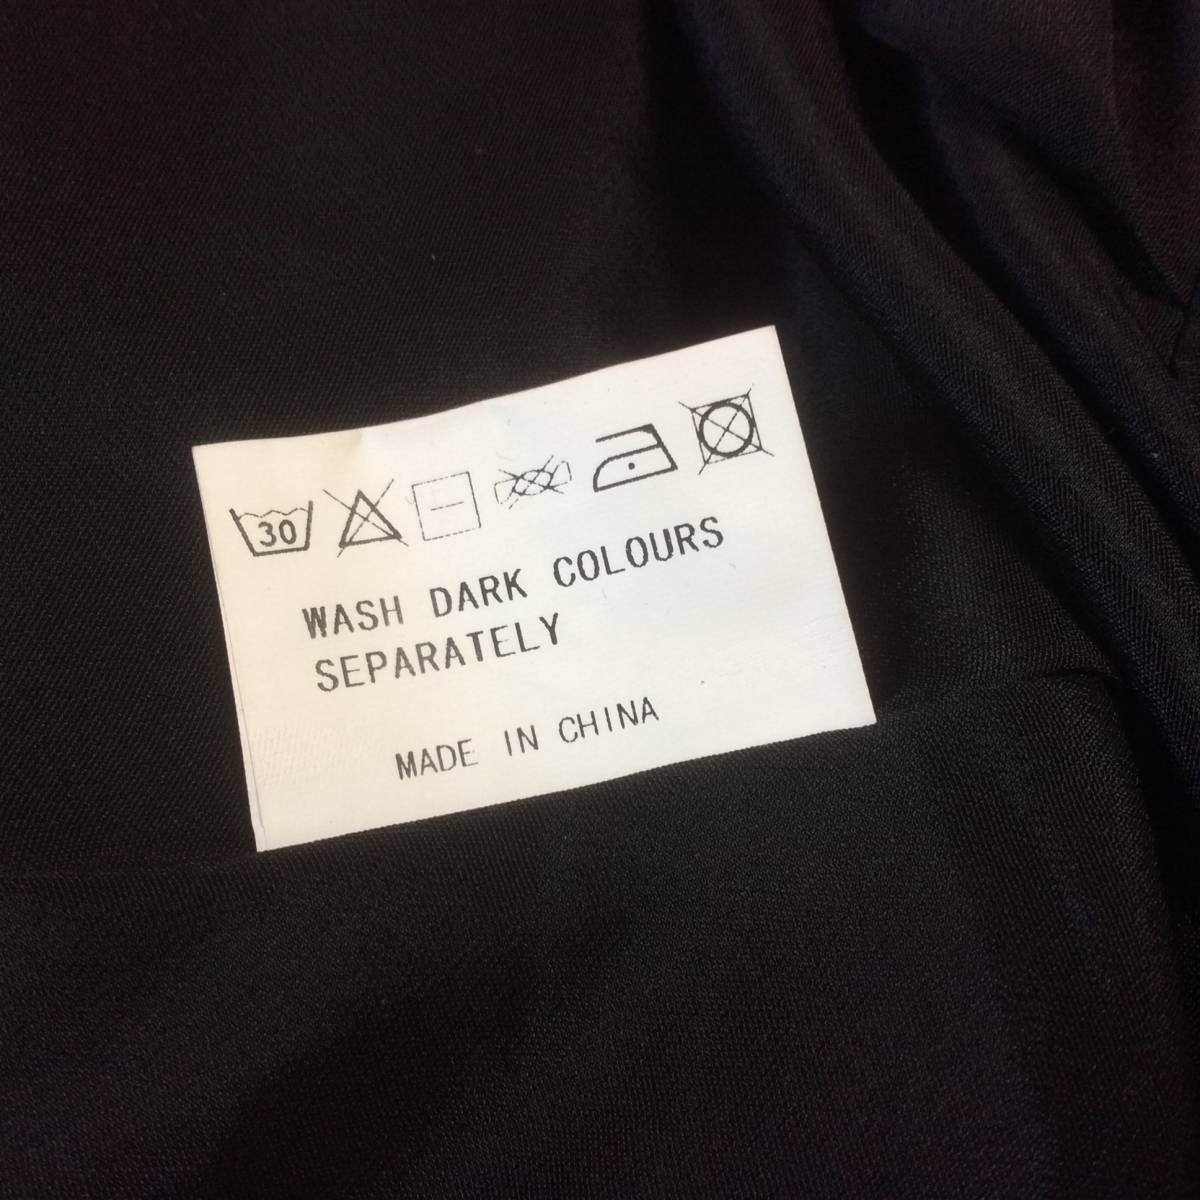 30
WASH DARK COLOURS
SEPARATELY
MADE IN CHINA